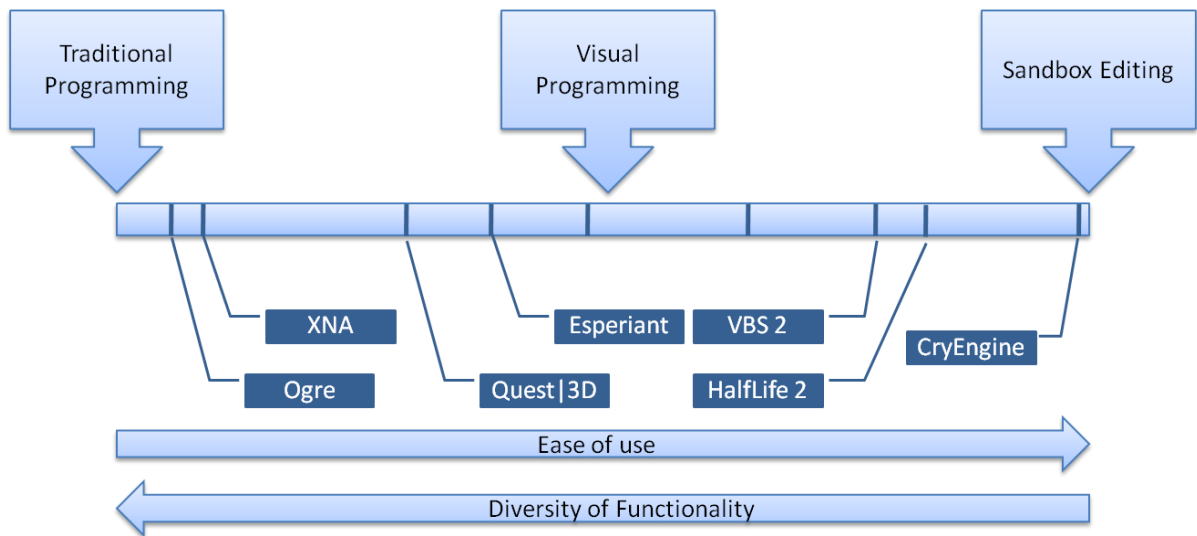 Traditional
Programming
Visual
Programming
Sandbox Editing
XNA
Esperiant
VBS 2
CryEngine
Ogre
Quest|3D
HalfLife 2
Ease of use
Diversity of Functionality